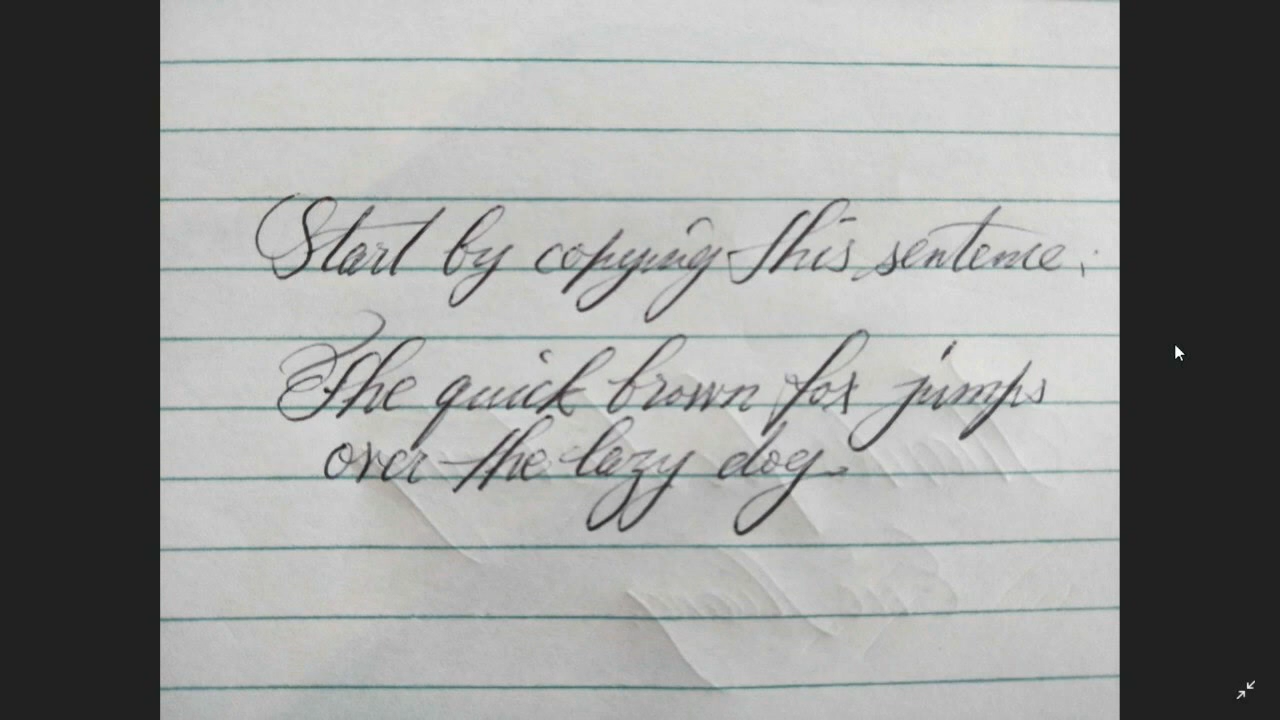 Start by copying this sentence:
The quick brown fox jumps
over the lazy dog.